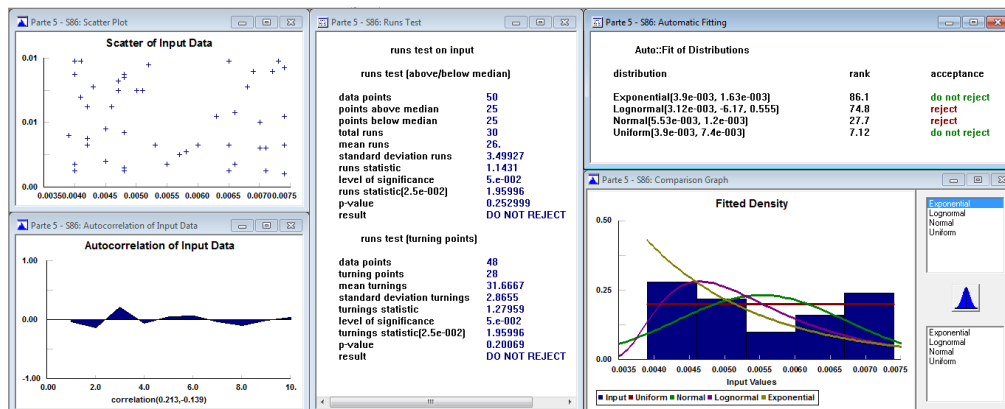 Parte 5 - S86: Scatter Plot
Scatter of Input Data
0.01
0.01
0.00
0.00350.0040 0.0045 0.0050 0.0055 0.0060 0.0065 0.00700.0075
Parte 5 - S86: Autocorrelation of Input Data
Autocorrelation of Input Data
1.00
0.00
-1.00
0.00 2.0 4.0 6.0 8.0 10.
correlation(0.213,-0.139)
Parte 5 - S86: Runs Test
runs test on input
runs test (above/below median)
data points 50
points above median 25
points below median 25
total runs 30
mean runs 26.
standard deviation runs 3.49927
runs statistic 1.1431
level of significance 5.e-002
runs statistic(2.5e-002) 1.95996
p-value 0.252999
result DO NOT REJECT
runs test (turning points)
data points 48
turning points 28
mean turnings 31.6667
standard deviation turnings 2.8655
turnings statistic 1.27959
level of significance 5.e-002
turnings statistic(2.5e-002) 1.95996
p-value 0.20069
result DO NOT REJECT
Parte 5 - S86: Automatic Fitting
Auto::Fit of Distributions
distribution rank acceptance
Exponential(3.9e-003, 1.63e-003) 86.1 do not reject
Lognormal(3.12e-003, -6.17, 0.555) 74.8 reject
Normal(5.53e-003, 1.2e-003) 27.7 reject
Uniform(3.9e-003, 7.4e-003) 7.12 do not reject
Parte 5 - S86: Comparison Graph
Fitted Density
0.50
0.25
0.00
0.0035 0.0040 0.0045 0.0050 0.0055 0.0060 0.0065 0.0070 0.0075
Input Values
Input Uniform Normal Lognormal Exponential
Exponential
Lognormal
Normal
Uniform
Exponential
Lognormal
Normal
Uniform